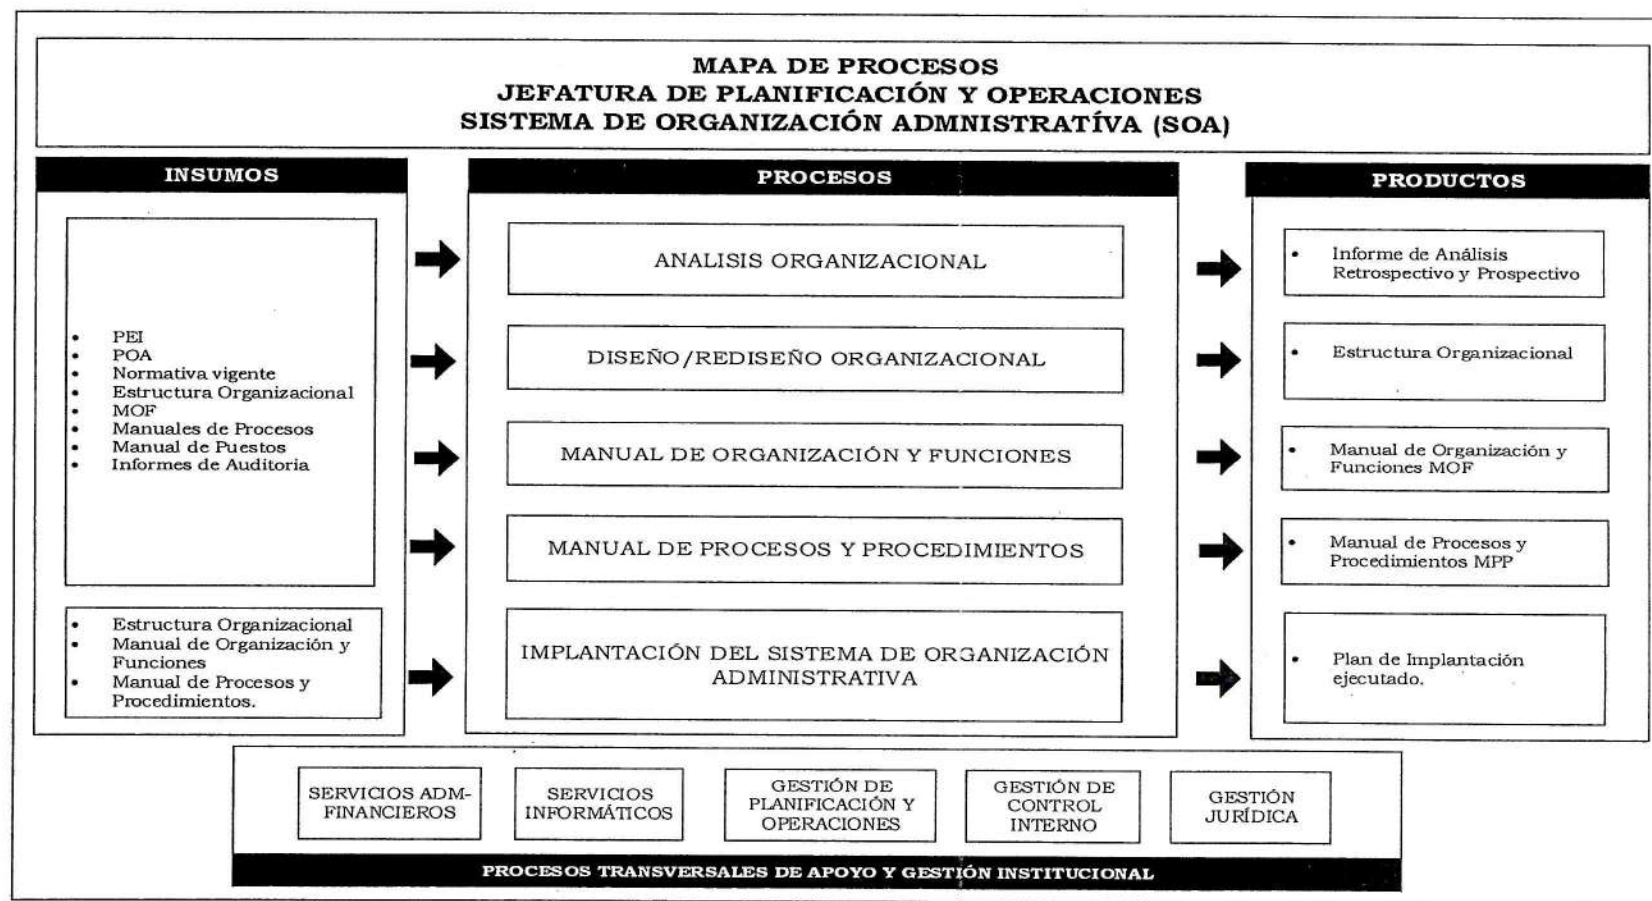 MAPA DE PROCESOS
JEFATURA DE PLANIFICACIÓN Y OPERACIONES
SISTEMA DE ORGANIZACIÓN ADMNISTRATÍVA (SOA)
INSUMOS
• PEI
• POA
• Normativa vigente
• Estructura Organizacional
• MOF
• Manuales de Procesos
• Manual de Puestos
• Informes de Auditoria
• Estructura Organizacional
• Manual de Organización y
Funciones
• Manual de Procesos y
Procedimientos.
PROCESOS
ANALISIS ORGANIZACIONAL
DISEÑO/REDISEÑO ORGANIZACIONAL
MANUAL DE ORGANIZACIÓN Y FUNCIONES
MANUAL DE PROCESOS Y PROCEDIMIENTOS
IMPLANTACIÓN DEL SISTEMA DE ORGANIZACIÓN
ADMINISTRATIVA
PRODUCTOS
• Informe de Análisis
Retrospectivo y Prospectivo
• Estructura Organizacional
• Manual de Organización y
Funciones MOF
• Manual de Procesos y
Procedimientos MPP
• Plan de Implantación
ejecutado.
SERVICIOS ADM-
FINANCIEROS
SERVICIOS
INFORMÁTICOS
GESTIÓN DE
PLANIFICACIÓN Y
OPERACIONES
GESTIÓN DE
CONTROL
INTERNO
GESTIÓN
JURÍDICA
PROCESOS TRANSVERSALES DE APOYO Y GESTIÓN INSTITUCIONAL